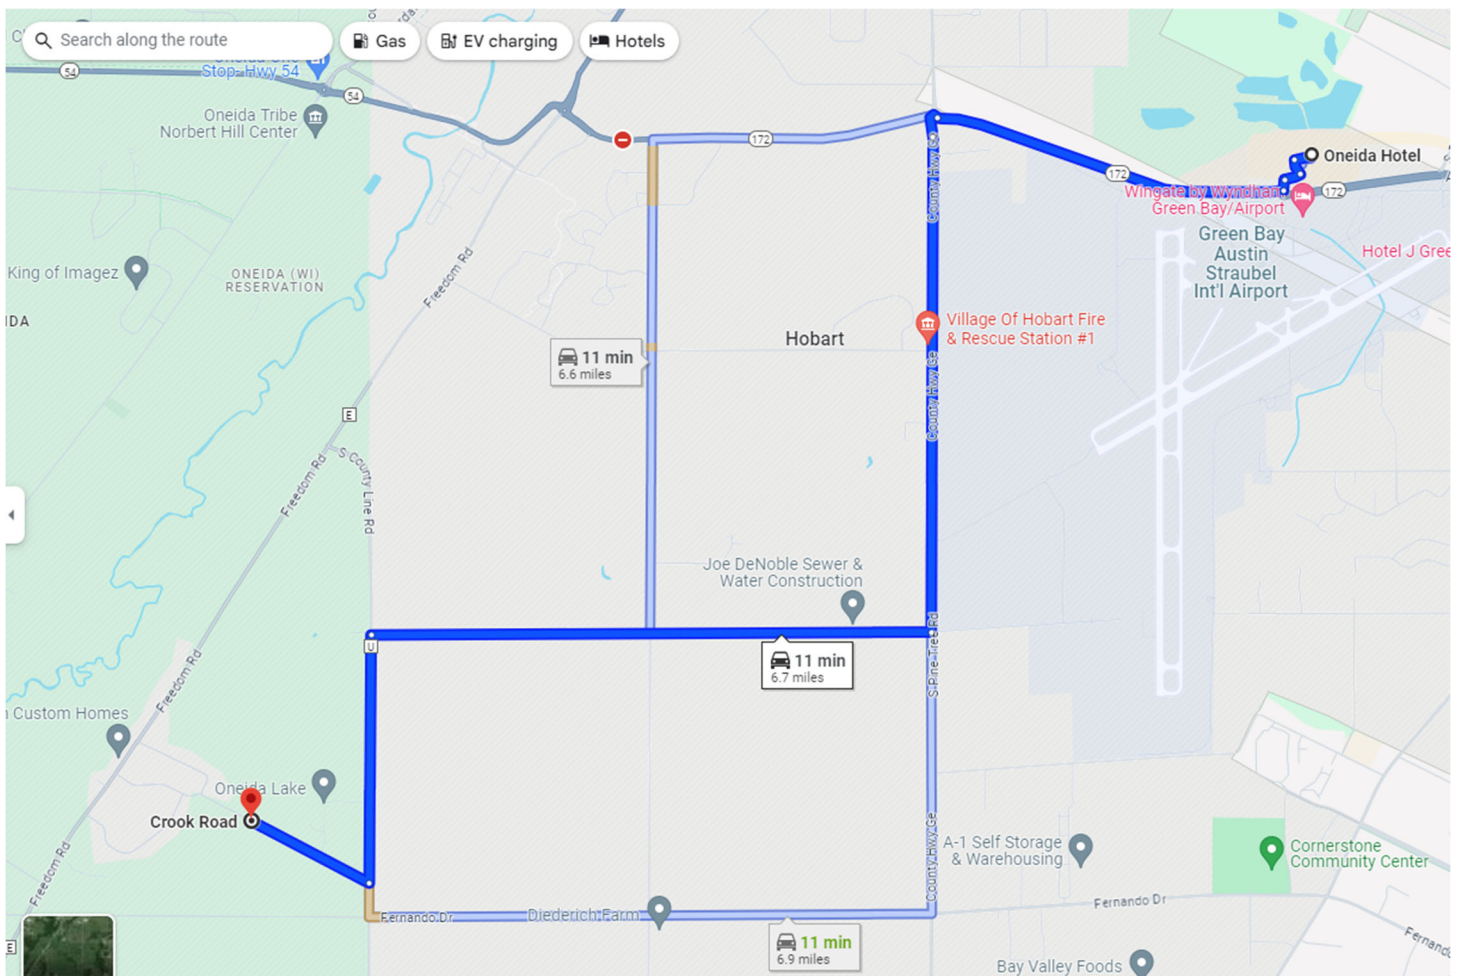 Search along the route
Gas
EV charging
Hotels
Stop- Hwy 54
54
54
Oneida Tribe
Norbert Hill Center
172
172
Oneida Hotel
Wingate by Wyndham
Green Bay/Airport
172
Green Bay
Austin
Straubel
Int'l Airport
Hotel J Gree
County Hwy Ge
King of Imagez
ONEIDA (WI)
RESERVATION
IDA
Freedom Rd
Hobart
Village Of Hobart Fire
& Rescue Station #1
11 min
6.6 miles
County Hwy Ge
E
S County Line Rd
Freedom Rd
Joe DeNoble Sewer &
Water Construction
U
S Pine Tree Rd
11 min
6.7 miles
Freedom Rd
n Custom Homes
Oneida Lake
Crook Road
Freedom Rd
County Hwy Ge
A-1 Self Storage
& Warehousing
Cornerstone
Community Center
Fernando Dr
Diederich Farm
Fernando Dr
11 min
6.9 miles
E
Fernand
Bay Valley Foods